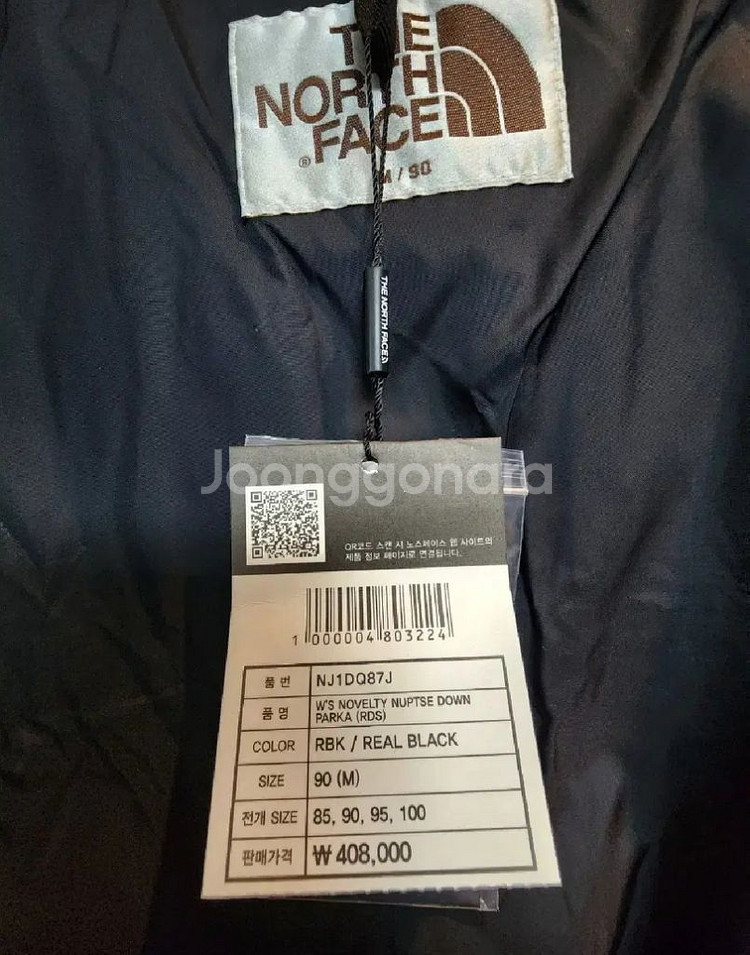 THE
NORTH
FACE
®
M / 90
THE NORTH FACE
Joonggonara
QR코드 스캔 시 노스페이스 웹 사이트의
제품 정보 페이지로 연결됩니다.
1 000004 803224
품 번 NJ1DQ87J
품 명 W'S NOVELTY NUPTSE DOWN
PARKA (RDS)
COLOR RBK / REAL BLACK
SIZE 90 (M)
전개 SIZE 85, 90, 95, 100
판매가격 ₩ 408,000